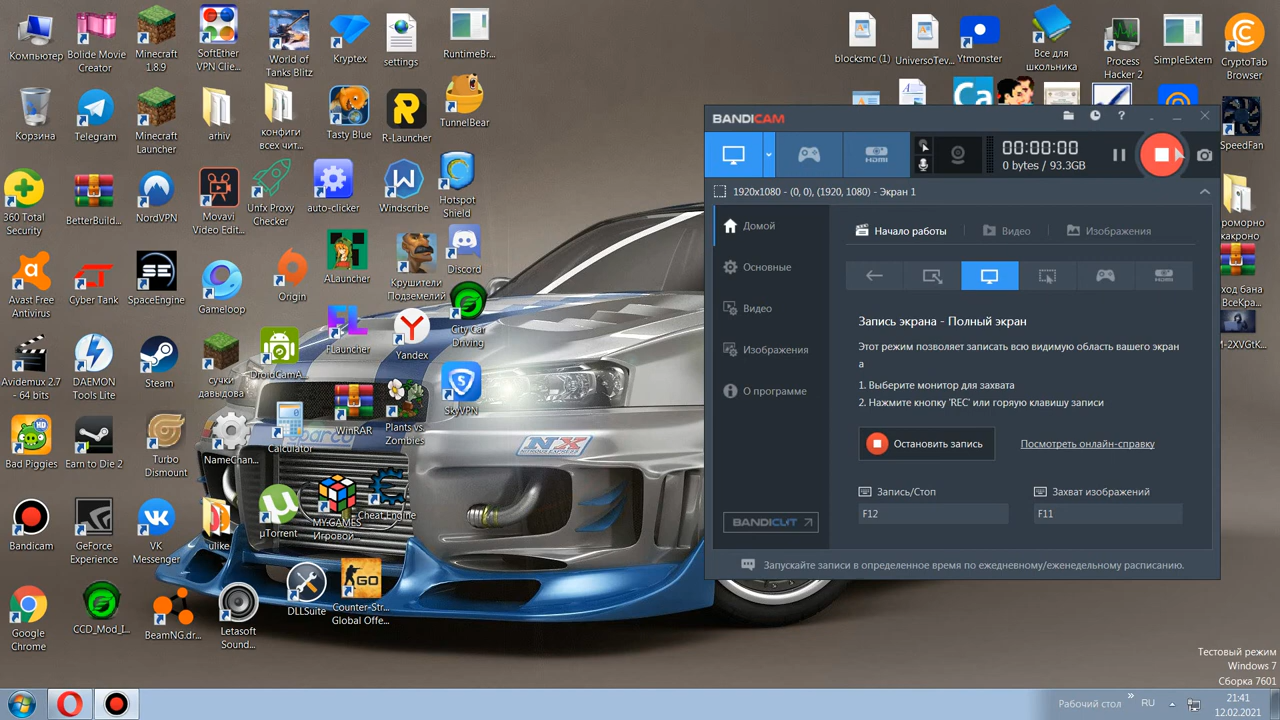 Компьютер
Bolide Movie
Creator
Minecraft
1.8.9
SoftEther
VPN Clie...
World of
Tanks Blitz
Kryptex
settings
RuntimeBr...
blocksmc (1)
UniversoTev...
Ytmonster
Все для
школьника
Process
Hacker 2
SimpleExtern
CryptoTab
Browser
Корзина
Telegram
Minecraft
Launcher
arhiv
конфиги
всех чит...
Tasty Blue
R-Launcher
TunnelBear
SpeedFan
360 Total
Security
BetterBuild...
NordVPN
Movavi
Video Edit...
Unfx Proxy
Checker
auto-clicker
Windscribe
Hotspot
Shield
Avast Free
Antivirus
Cyber Tank
SpaceEngine
Gameloop
Origin
ALauncher
Крушители
Подземелий
Discord
Avidemux 2.7
- 64 bits
DAEMON
Tools Lite
Steam
сучки
давыдова
DroidCamA...
FLauncher
Yandex
City Car
Driving
Bad Piggies
Earn to Die 2
Turbo
Dismount
NameChan...
Calculator
WinRAR
Plants vs.
Zombies
SkyVPN
Bandicam
GeForce
Experience
VK
Messenger
ulike
µTorrent
MY.GAMES
Игровой...
Cheat Engine
Google
Chrome
CCD_Mod_I...
BeamNG.dr...
Letasoft
Sound...
DLLSuite
Counter-Str...
Global Offe...
sparco
NX
NITROUS EXPRESS
BANDICAM
HDMI
00:00:00
0 bytes / 93.3GB
1920x1080 - (0, 0), (1920, 1080) - Экран 1
Домой
Основные
Видео
Изображения
О программе
BANDICUT
Начало работы
Видео
Изображения
Запись экрана - Полный экран
Этот режим позволяет записать всю видимую область вашего экран
а
1. Выберите монитор для захвата
2. Нажмите кнопку 'REC' или горяую клавишу записи
Остановить запись
Посмотреть онлайн-справку
Запись/Стоп
Захват изображений
F12
F11
Запускайте записи в определенное время по ежедневному/еженедельному расписанию.
Тестовый режим
Windows 7
Сборка 7601
Рабочий стол
RU
21:41
12.02.2021